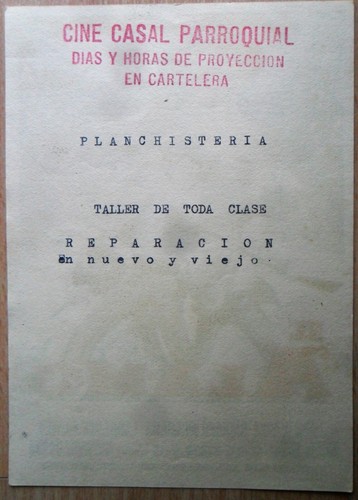 CINE CASAL PARROQUIAL
DIAS Y HORAS DE PROYECCION
EN CARTELERA
PLANCHISTERIA
TALLER DE TODA CLASE
REPARACION
En nuevo y viejo.